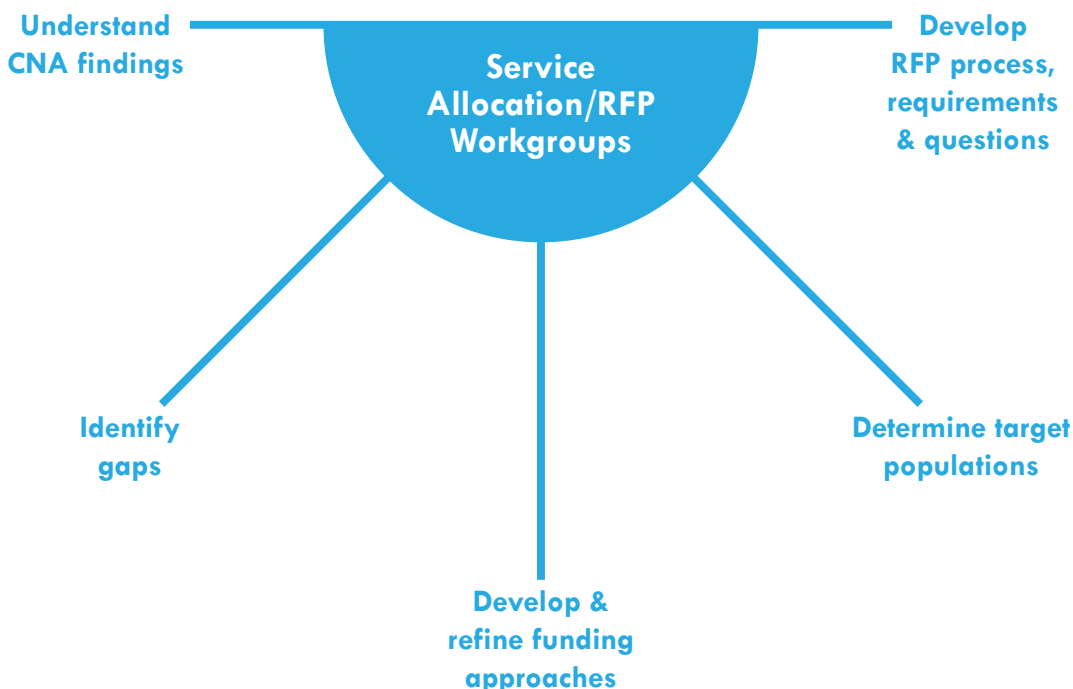 Understand
CNA findings
Service
Allocation/RFP
Workgroups
Develop
RFP process,
requirements
& questions
Identify
gaps
Determine target
populations
Develop &
refine funding
approaches